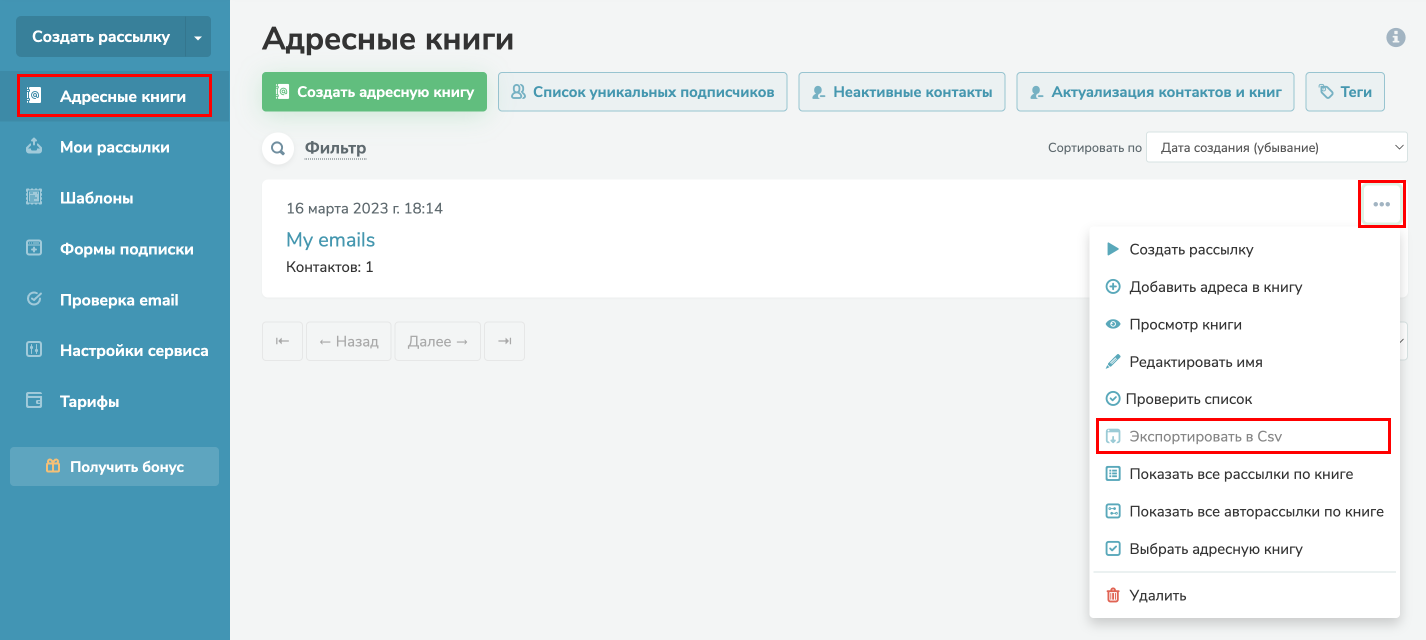 Создать рассылку
Адресные книги
Мои рассылки
Шаблоны
Формы подписки
Проверка email
Настройки сервиса
Тарифы
Получить бонус
Адресные книги
Создать адресную книгу
Список уникальных подписчиков
Неактивные контакты
Актуализация контактов и книг
Теги
Фильтр
Сортировать по
Дата создания (убывание)
16 марта 2023 г. 18:14
My emails
Контактов: 1
← Назад
Далее →
Создать рассылку
Добавить адреса в книгу
Просмотр книги
Редактировать имя
Проверить список
Экспортировать в Csv
Показать все рассылки по книге
Показать все авторассылки по книге
Выбрать адресную книгу
Удалить